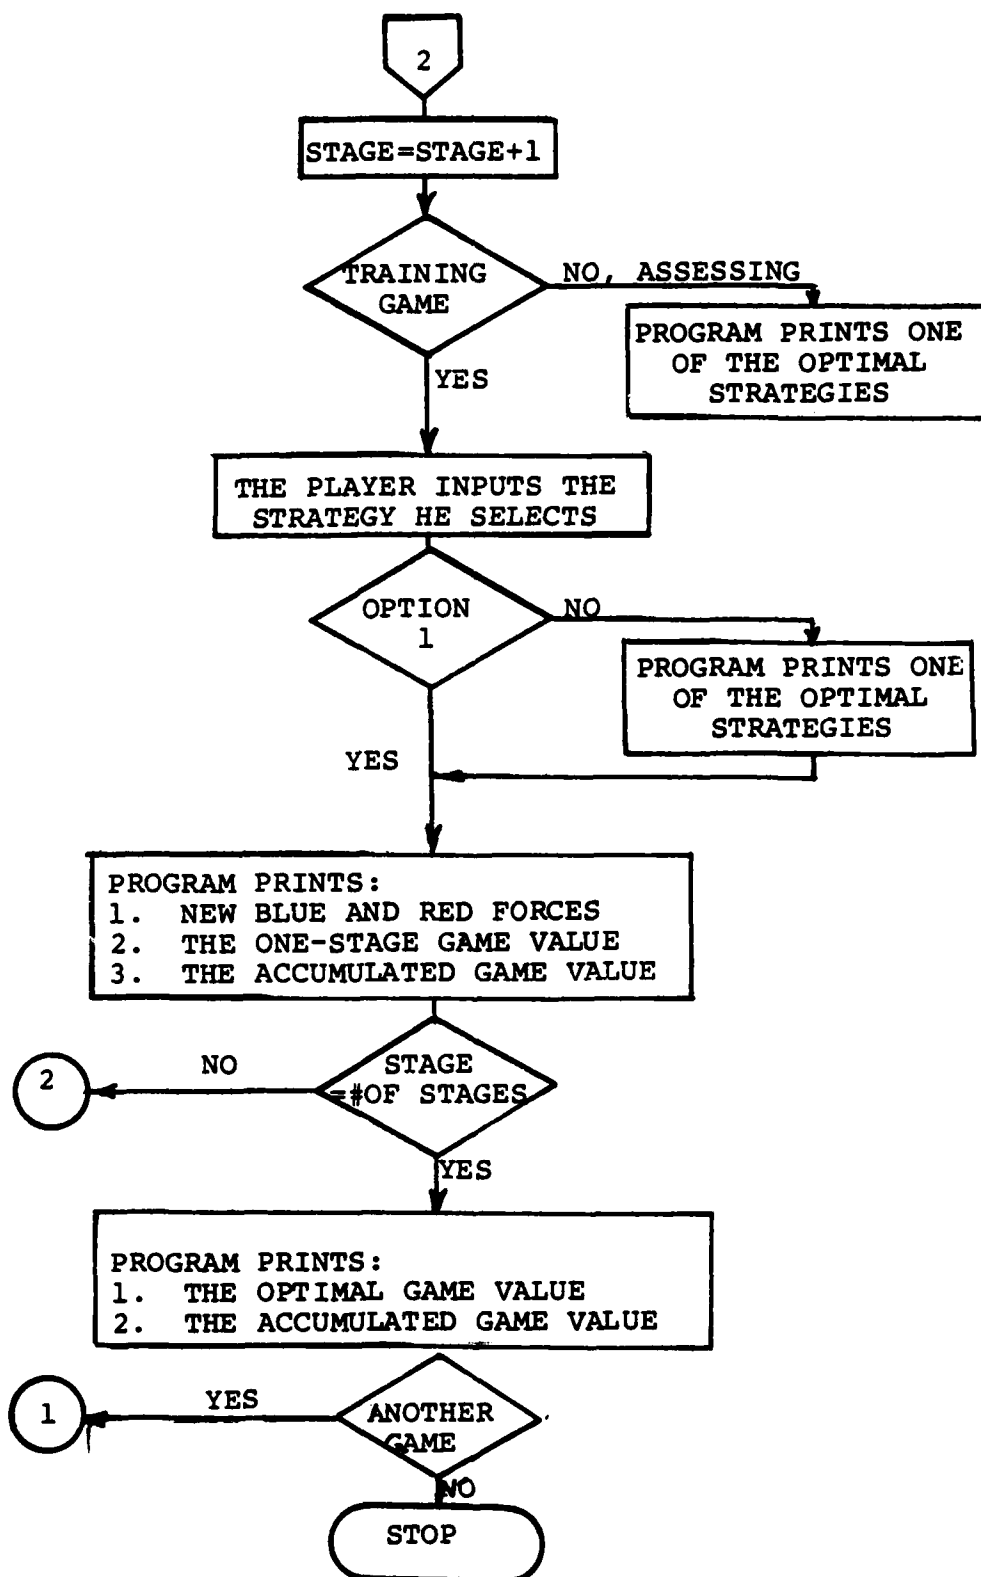 2
STAGE=STAGE+1
TRAINING
GAME
NO, ASSESSING
PROGRAM PRINTS ONE
OF THE OPTIMAL
STRATEGIES
YES
THE PLAYER INPUTS THE
STRATEGY HE SELECTS
OPTION
1
NO
PROGRAM PRINTS ONE
OF THE OPTIMAL
STRATEGIES
YES
PROGRAM PRINTS:
1. NEW BLUE AND RED FORCES
2. THE ONE-STAGE GAME VALUE
3. THE ACCUMULATED GAME VALUE
STAGE
=#OF STAGES
NO
2
YES
PROGRAM PRINTS:
1. THE OPTIMAL GAME VALUE
2. THE ACCUMULATED GAME VALUE
ANOTHER
GAME
YES
1
NO
STOP